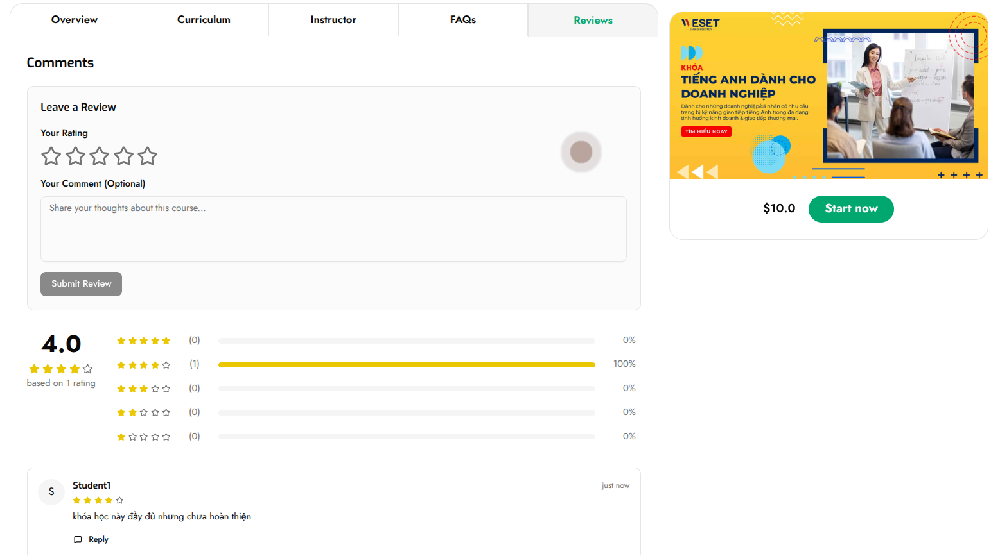 Overview
Curriculum
Instructor
FAQs
Reviews
Comments
Leave a Review
Your Rating
Your Comment (Optional)
Share your thoughts about this course...
Submit Review
4.0
based on 1 rating
(0)
0%
(1)
100%
(0)
0%
(0)
0%
(0)
0%
S
Student1
just now
khóa học này đầy đủ nhưng chưa hoàn thiện
Reply
WESET
ENGLISH CENTER
KHÓA
TIẾNG ANH DÀNH CHO
DOANH NGHIỆP
Dành cho những doanh nghiệp/cá nhân có nhu cầu
trang bị kỹ năng giao tiếp tiếng Anh trong đa dạng
tình huống kinh doanh & giao tiếp thương mại.
TÌM HIỂU NGAY
$10.0
Start now